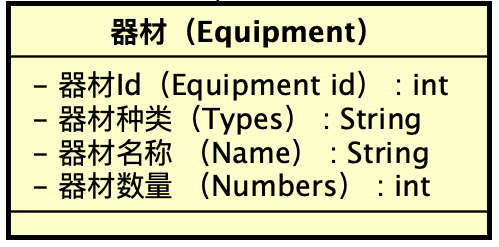 器材（Equipment）
- 器材Id（Equipment id）：int
- 器材种类（Types）：String
- 器材名称 （Name）：String
- 器材数量 （Numbers）：int